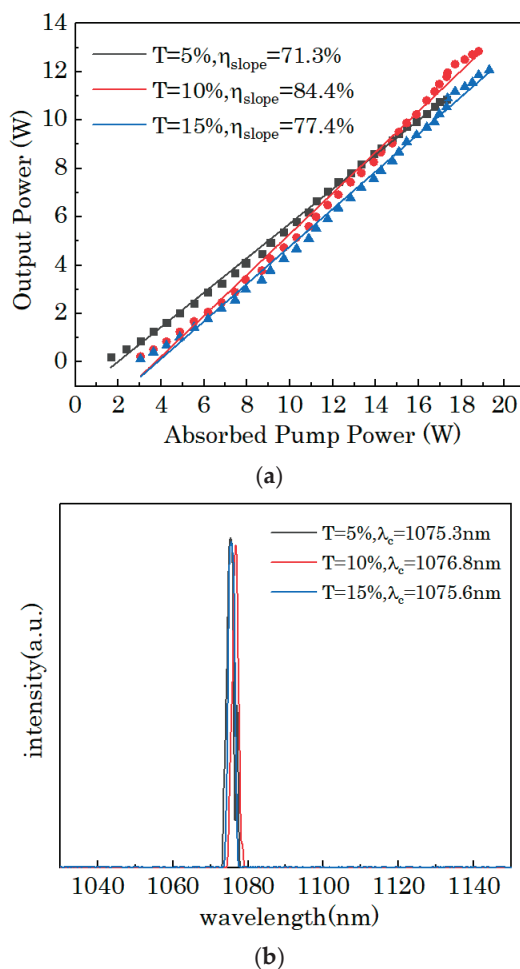 14
12
10
8
6
4
2
0
Output Power (W)
T=5%,ηslope=71.3%
T=10%,ηslope=84.4%
T=15%,ηslope=77.4%
2 4 6 8 10 12 14 16 18 20
Absorbed Pump Power (W)
(a)
intensity(a.u.)
T=5%,λc=1075.3nm
T=10%,λc=1076.8nm
T=15%,λc=1075.6nm
1040 1060 1080 1100 1120 1140
wavelength(nm)
(b)